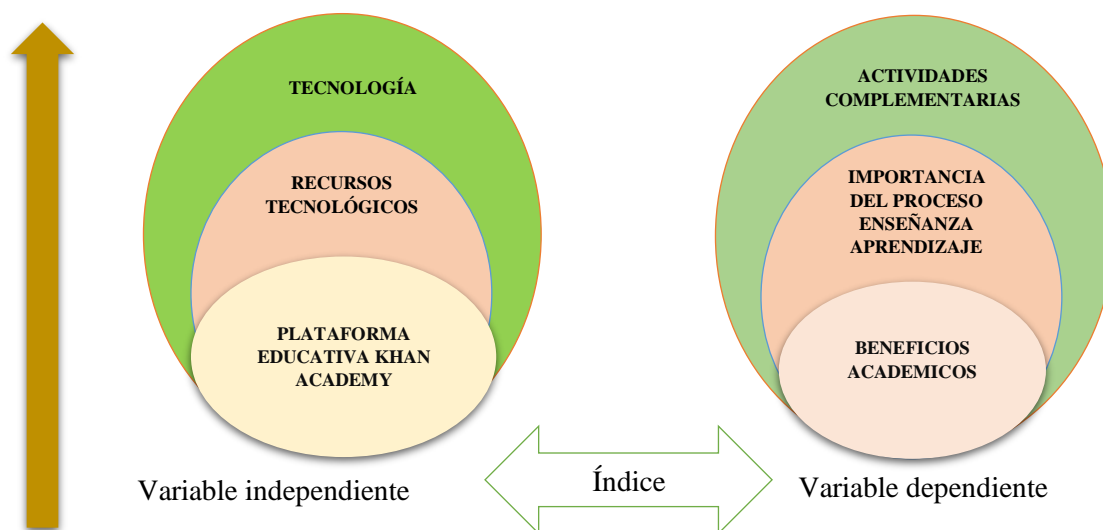 TECNOLOGÍA
RECURSOS
TECNOLÓGICOS
PLATAFORMA
EDUCATIVA KHAN
ACADEMY
Variable independiente
Índice
ACTIVIDADES
COMPLEMENTARIAS
IMPORTANCIA
DEL PROCESO
ENSEÑANZA
APRENDIZAJE
BENEFICIOS
ACADEMICOS
Variable dependiente